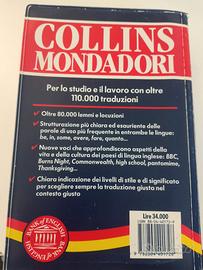 COLLINS
MONDADORI
Per lo studio e il lavoro con oltre
110.000 traduzioni
Oltre 80.000 lemmi e locuzioni
Strutturazione più chiara ed esauriente delle
parole di uso più frequente in entrambe le lingue:
be, in, some, avere, fare, quanto...
Nuove voci che approfondiscono aspetti della
vita e della cultura dei paesi di lingua inglese: BBC,
Burns Night, Commonwealth, high school, pantomime,
Thanksgiving...
Chiara indicazione dei livelli di stile e di significato
per scegliere sempre la traduzione giusta nel
contesto giusto
BANK of ENGLISH
Lire 34.000